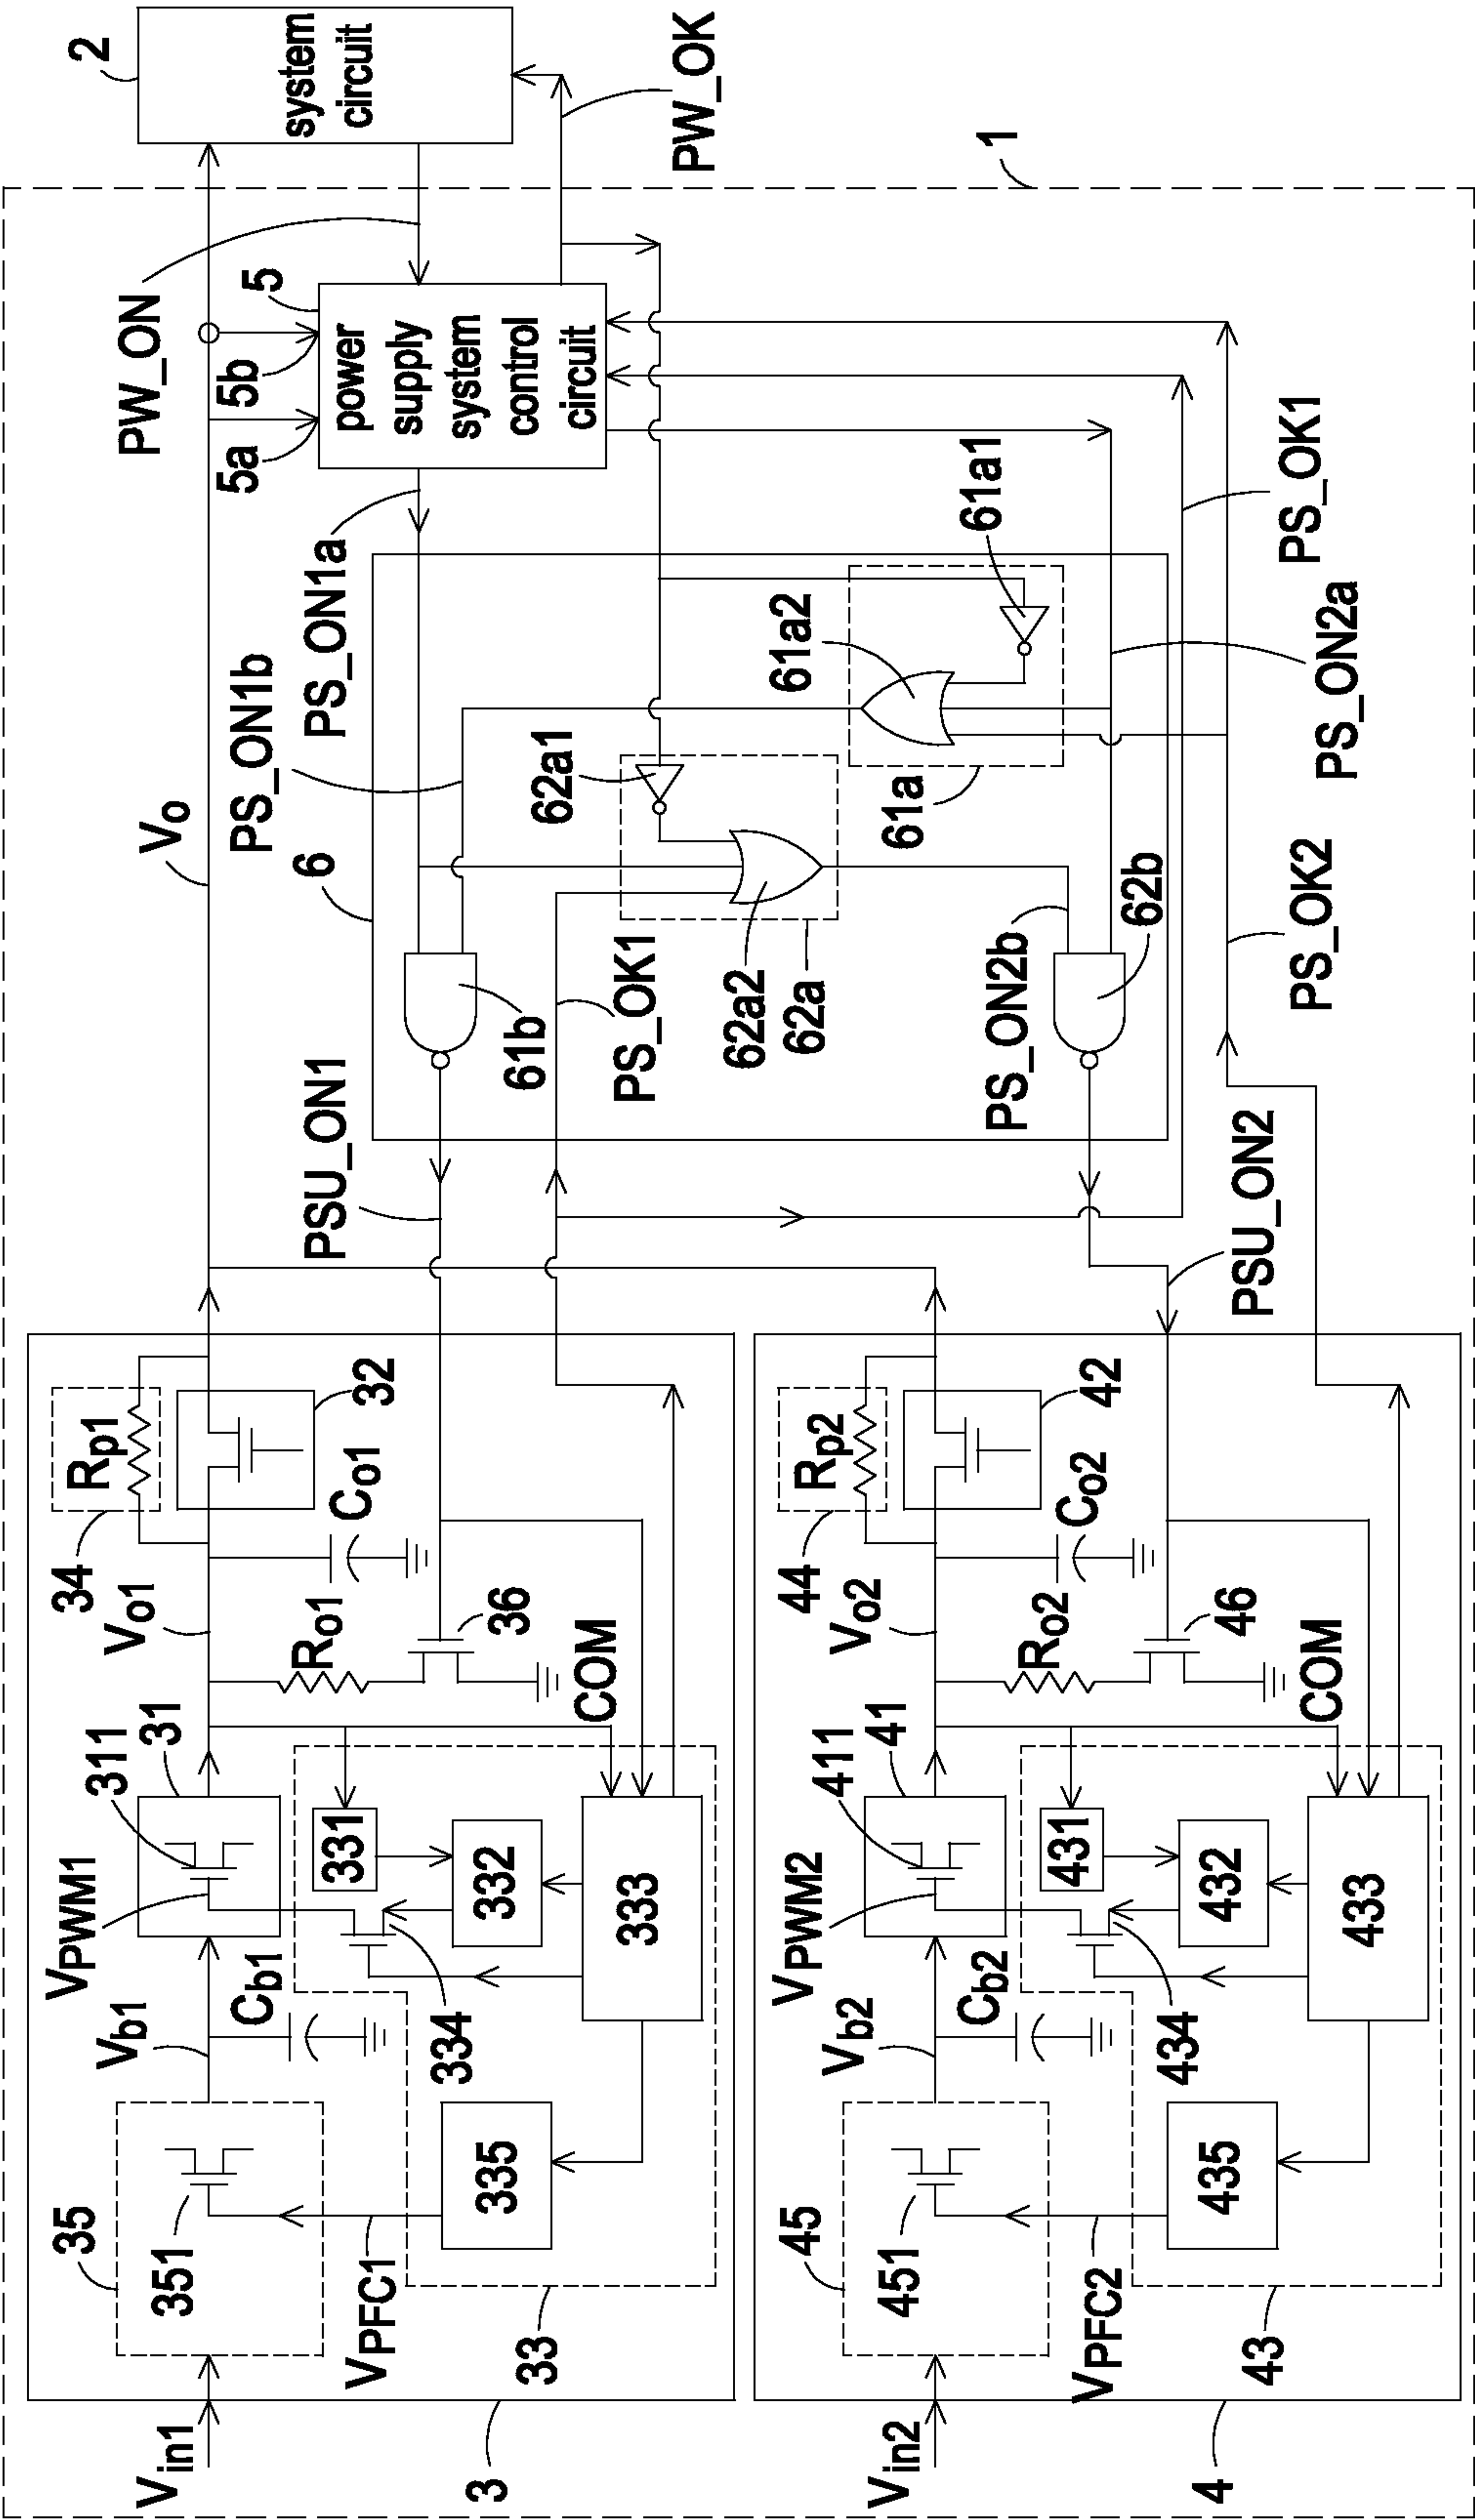 2
system
circuit
PW_OK
1
PW_ON
5
5b
5a
power
supply
system
control
circuit
PS_ON1a
PS_ON1b
Vo
6
61a1
61a2
61a
62a1
62a2
62a
61b
62b
PS_OK1
PS_ON2a
PS_OK1
PS_OK2
PS_ON2b
PSU_ON1
PSU_ON2
Rp1
34
32
Co1
Vo1
Ro1
36
COM
31
311
VPWM1
331
332
333
334
Cb1
Vb1
335
35
351
VPFC1
33
Vin1
3
Rp2
44
42
Co2
Vo2
Ro2
46
COM
41
411
VPWM2
431
432
433
434
Cb2
Vb2
435
45
451
VPFC2
43
Vin2
4